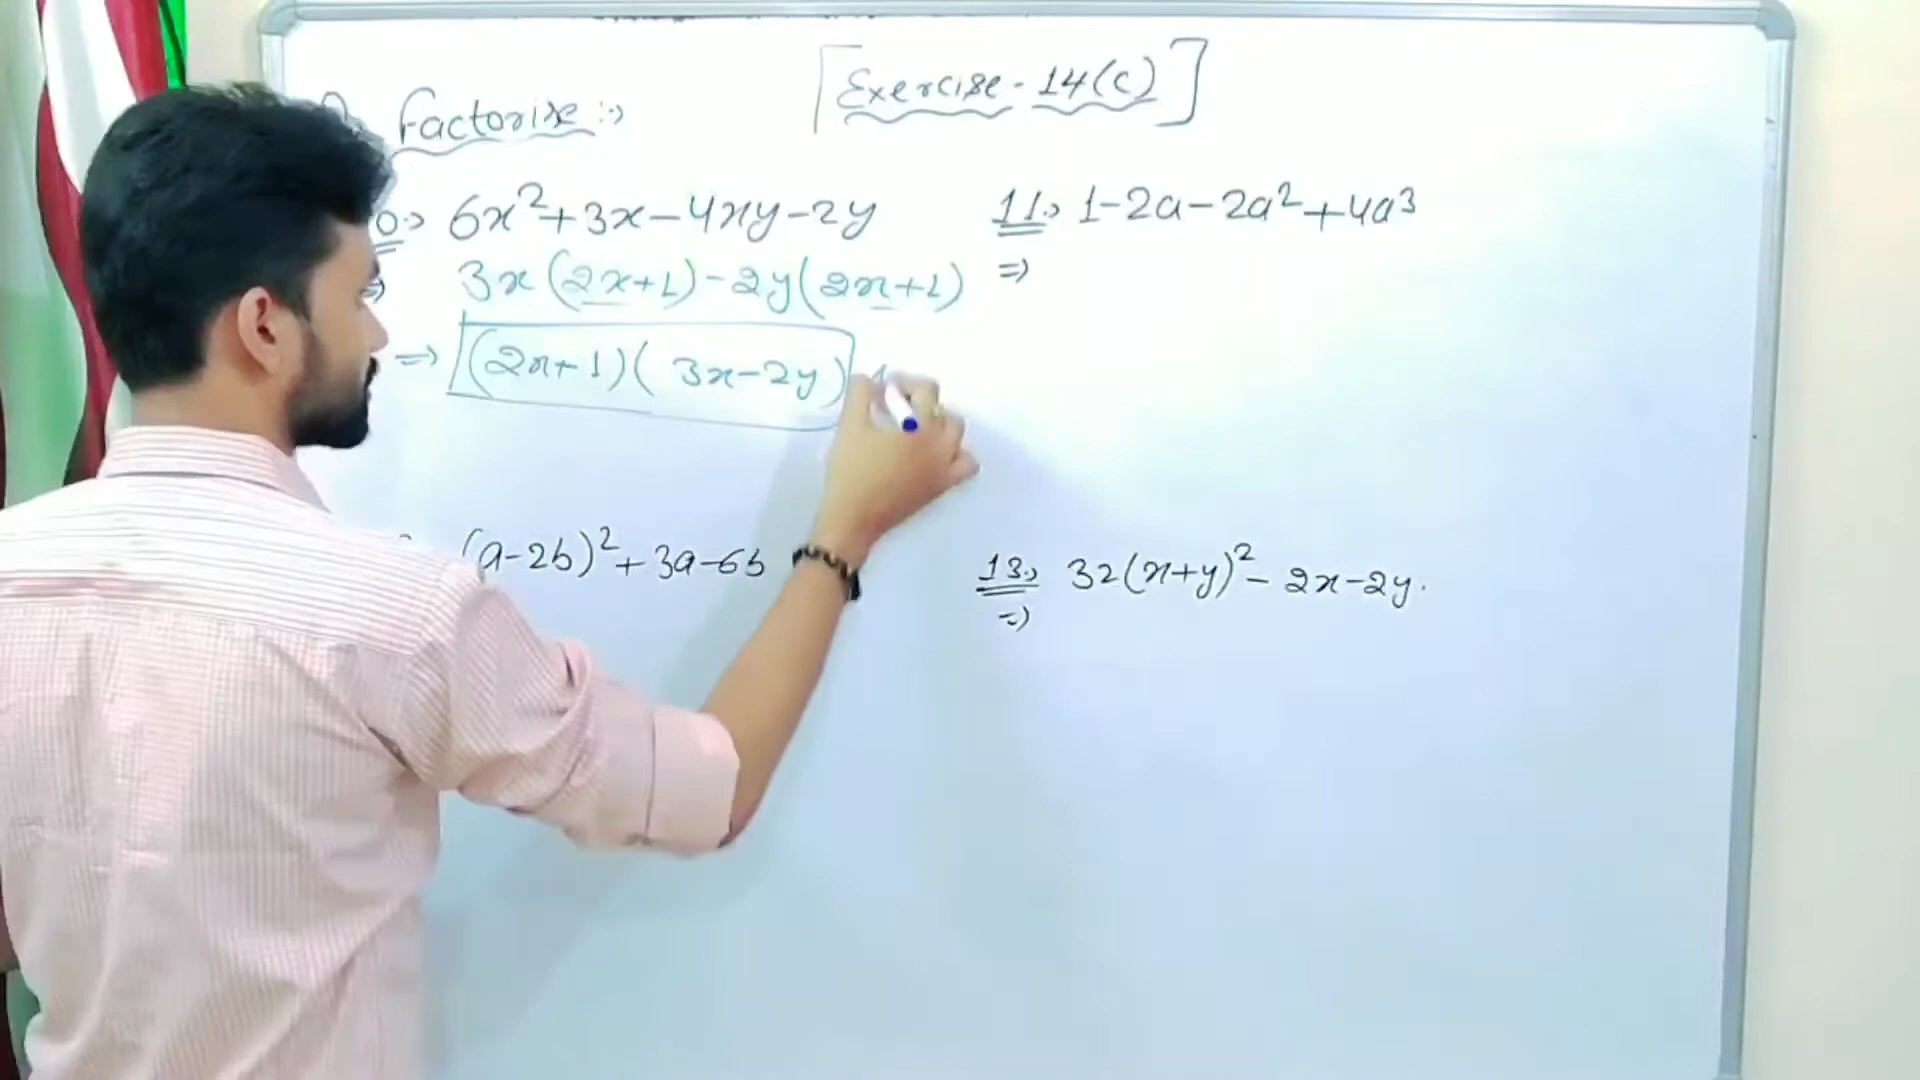 [Exercise - 14(c)]
Factorise :→
6x²+3x-4xy-2y
3x(2x+1)-2y(2x+1)
=> (2x+1)(3x-2y)
11.> 1-2a-2a²+4a³
=>
(a-2b)²+3a-6b
13.> 32(x+y)²-2x-2y.
=>